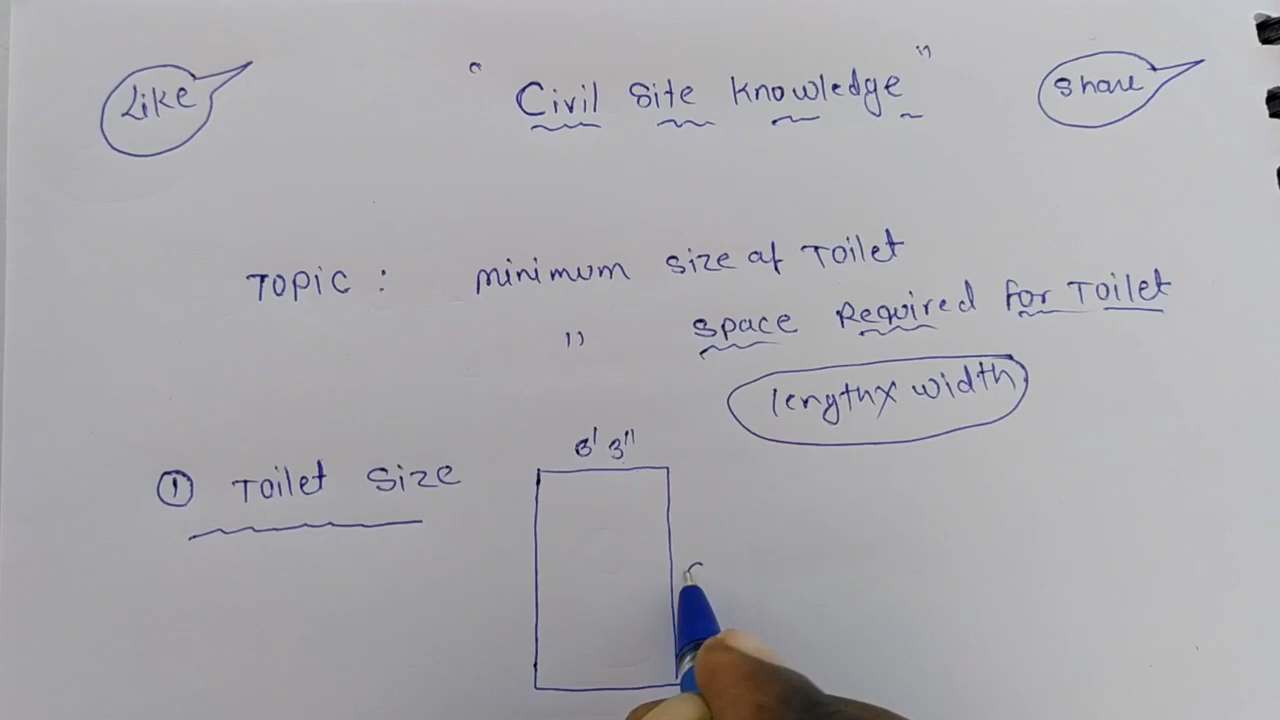 Like
"Civil Site Knowledge"
Share
TOPIC : minimum size of Toilet
" space Required for Toilet
lengthx width
① Toilet Size
3' 3"